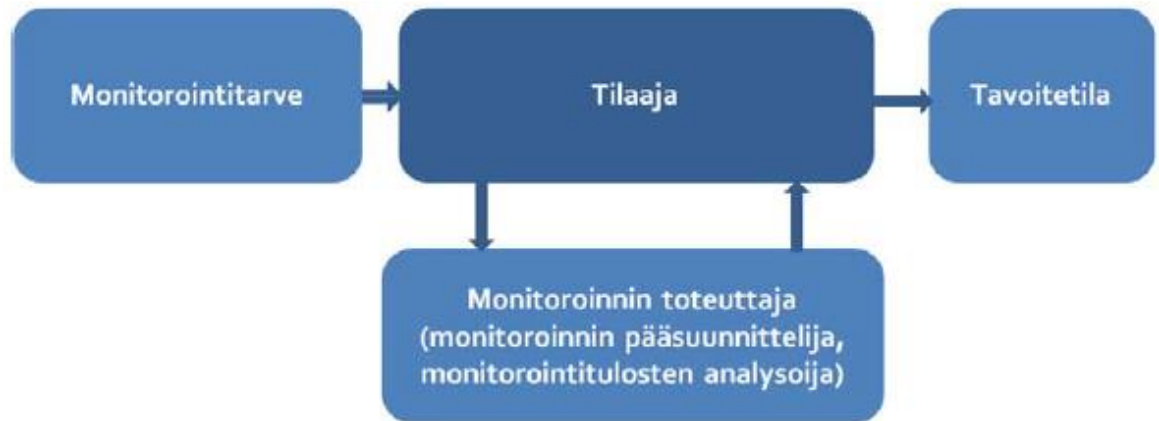 Monitorointitarve
Tilaaja
Tavoitetila
Monitoroinnin toteuttaja
(monitoroinnin pääsuunnittelija,
monitorointitulosten analysoija)